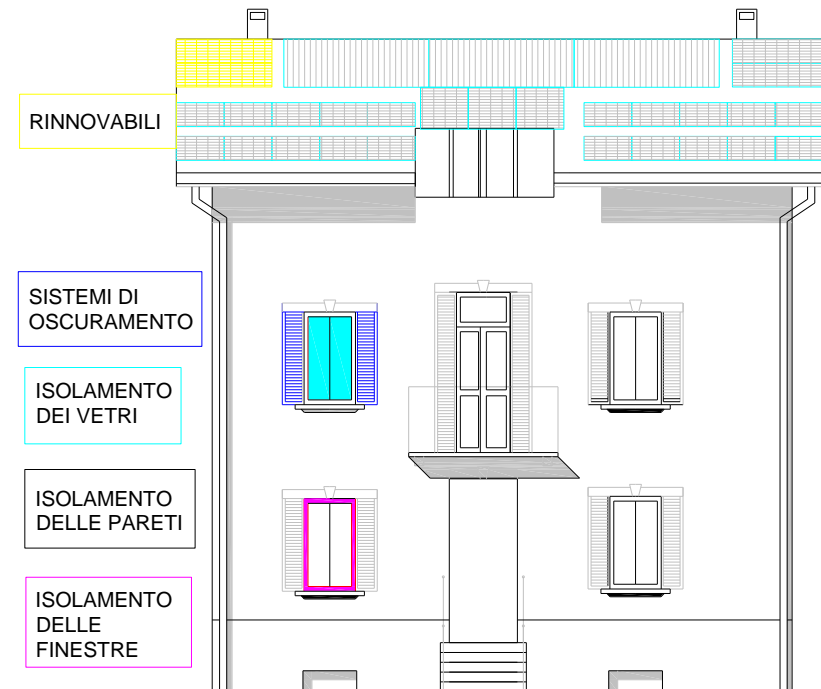 RINNOVABILI
SISTEMI DI
OSCURAMENTO
ISOLAMENTO
DEI VETRI
ISOLAMENTO
DELLE PARETI
ISOLAMENTO
DELLE
FINESTRE